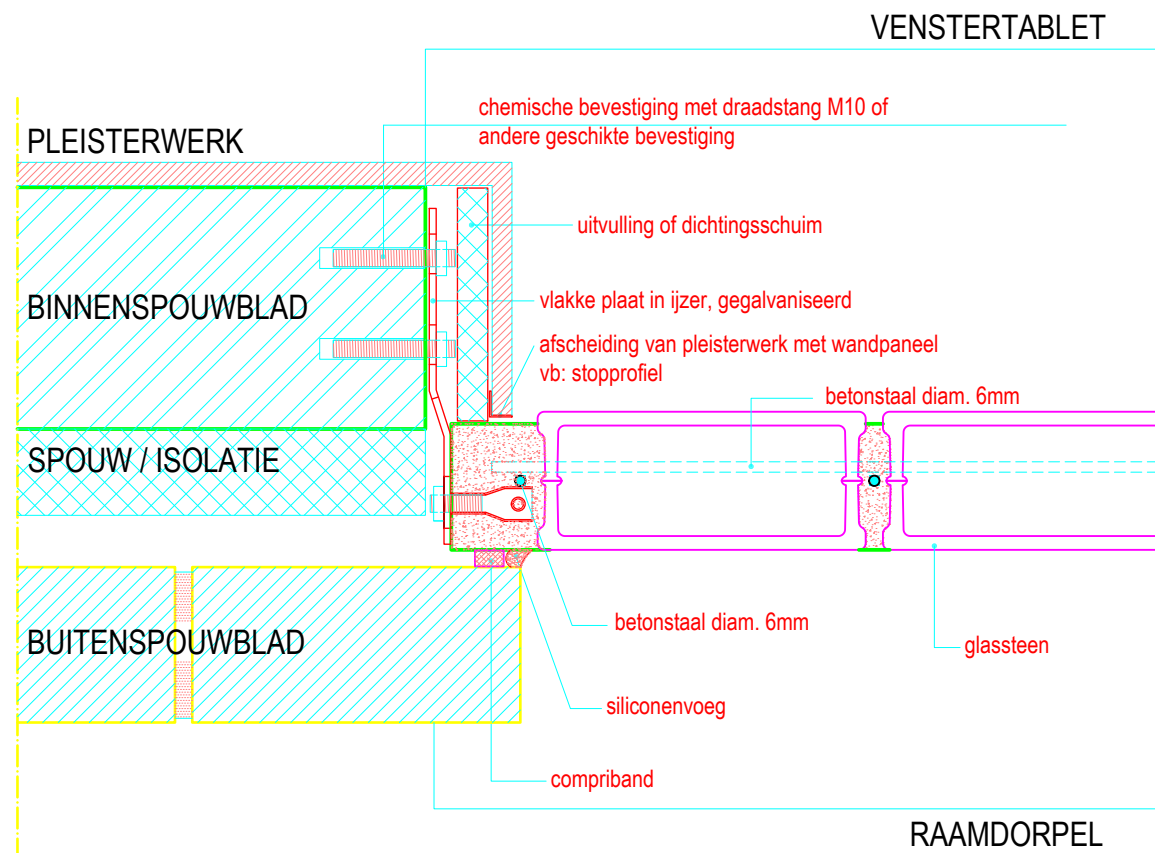 VENSTERTABLET
chemische bevestiging met draadstang M10 of
andere geschikte bevestiging
PLEISTERWERK
uitvulling of dichtingsschuim
BINNENSPOUWBLAD
vlakke plaat in ijzer, gegalvaniseerd
afscheiding van pleisterwerk met wandpaneel
vb: stopprofiel
betonstaal diam. 6mm
SPOUW / ISOLATIE
betonstaal diam. 6mm
BUITENSPOUWBLAD
glassteen
siliconenvoeg
compriband
RAAMDORPEL